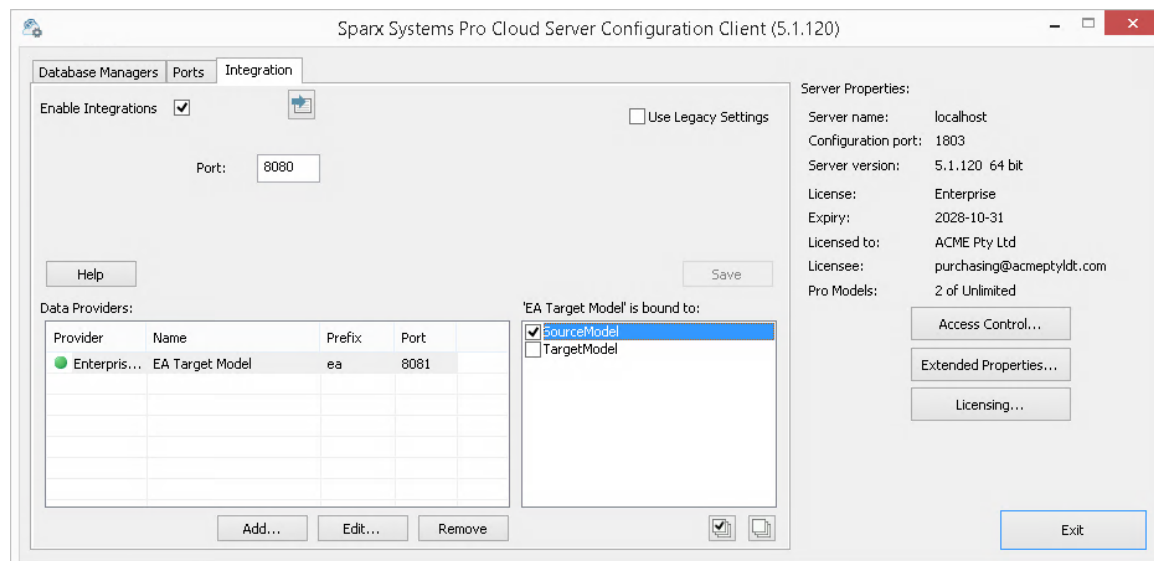 Sparx Systems Pro Cloud Server Configuration Client (5.1.120)
Database Managers Ports Integration
Enable Integrations
Use Legacy Settings
Port: 8080
Help
Save
Data Providers:
Provider Name Prefix Port
Enterpris... EA Target Model ea 8081
Add... Edit... Remove
'EA Target Model' is bound to:
SourceModel
TargetModel
Server Properties:
Server name: localhost
Configuration port: 1803
Server version: 5.1.120 64 bit
License: Enterprise
Expiry: 2028-10-31
Licensed to: ACME Pty Ltd
Licensee: purchasing@acmeptyldt.com
Pro Models: 2 of Unlimited
Access Control...
Extended Properties...
Licensing...
Exit